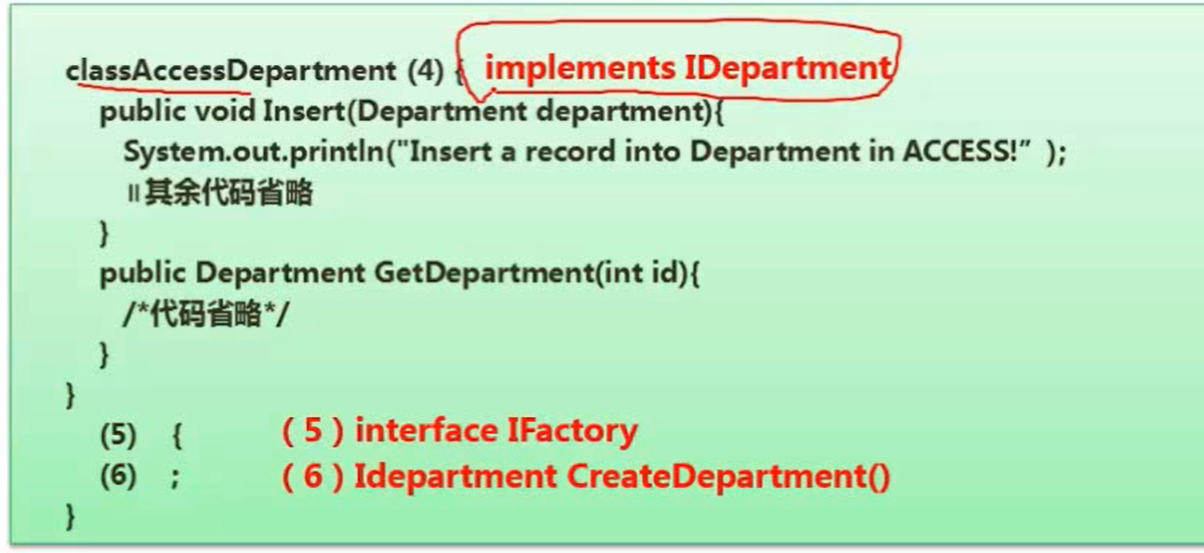 classAccessDepartment (4) { implements IDepartment
public void Insert(Department department){
System.out.println("Insert a record into Department in ACCESS!” );
॥其余代码省略
}
public Department GetDepartment(int id){
/*代码省略*/
}
}
(5) { （5）interface IFactory
(6) ; （6）Idepartment CreateDepartment()
}